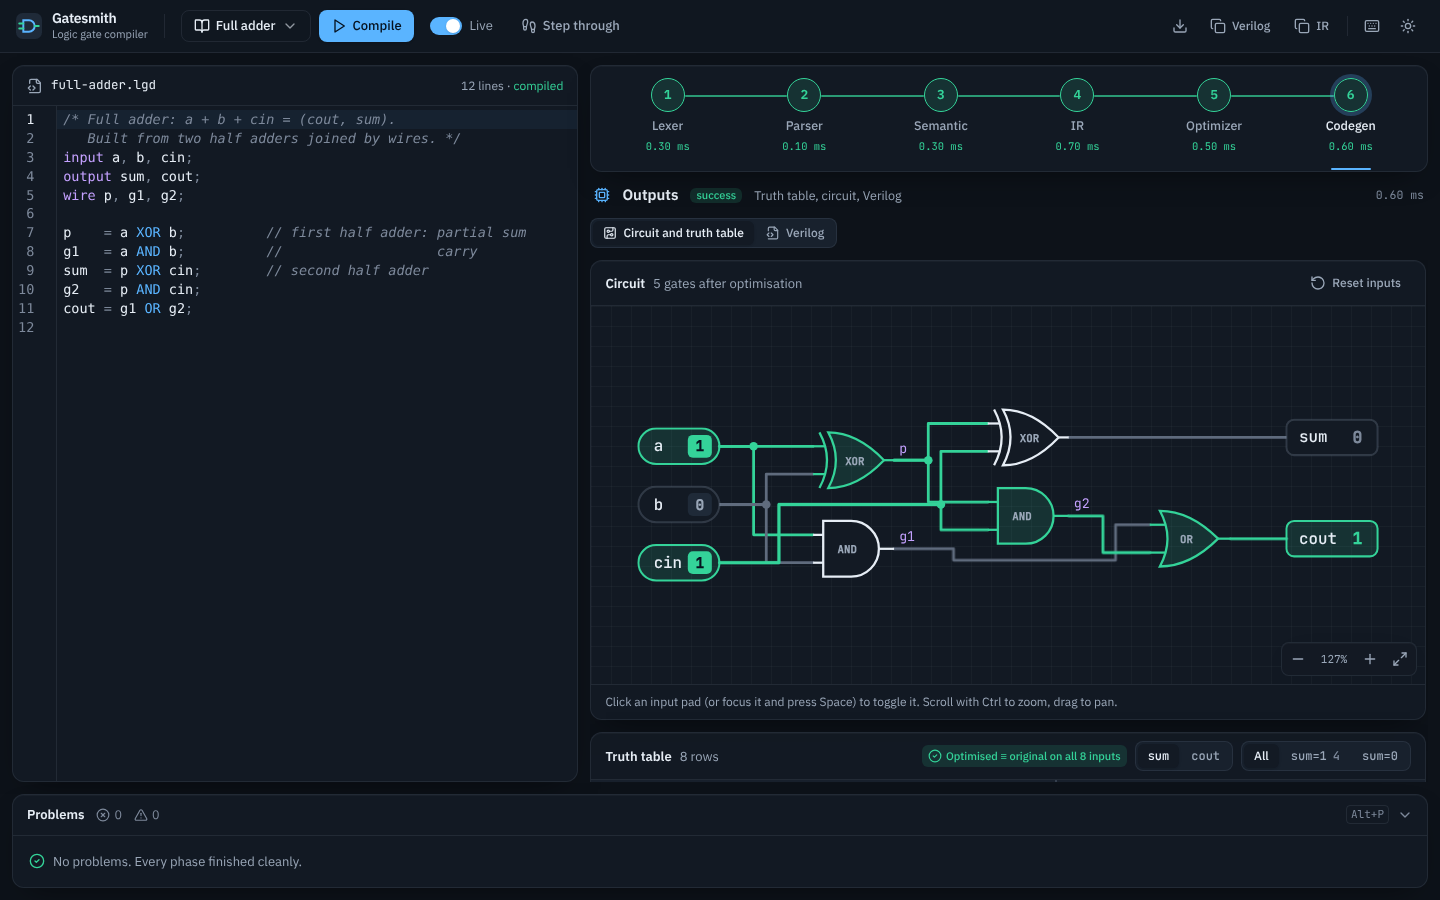 Gatesmith
Logic gate compiler
Full adder
Compile
Live
Step through
Verilog
IR
full-adder.lgd
12 lines · compiled
1 /* Full adder: a + b + cin = (cout, sum).
2    Built from two half adders joined by wires. */
3 input a, b, cin;
4 output sum, cout;
5 wire p, g1, g2;
6
7 p    = a XOR b;          // first half adder: partial sum
8 g1   = a AND b;          //                   carry
9 sum  = p XOR cin;        // second half adder
10 g2   = p AND cin;
11 cout = g1 OR g2;
12
1 2 3 4 5 6
Lexer Parser Semantic IR Optimizer Codegen
0.30 ms 0.10 ms 0.30 ms 0.70 ms 0.50 ms 0.60 ms
Outputs success Truth table, circuit, Verilog 0.60 ms
Circuit and truth table Verilog
Circuit 5 gates after optimisation Reset inputs
a 1
b 0
cin 1
XOR
p
AND
g1
XOR
AND
g2
OR
sum 0
cout 1
127%
Click an input pad (or focus it and press Space) to toggle it. Scroll with Ctrl to zoom, drag to pan.
Truth table 8 rows Optimised ≡ original on all 8 inputs sum cout All sum=1 4 sum=0
Problems 0 0 Alt+P
No problems. Every phase finished cleanly.